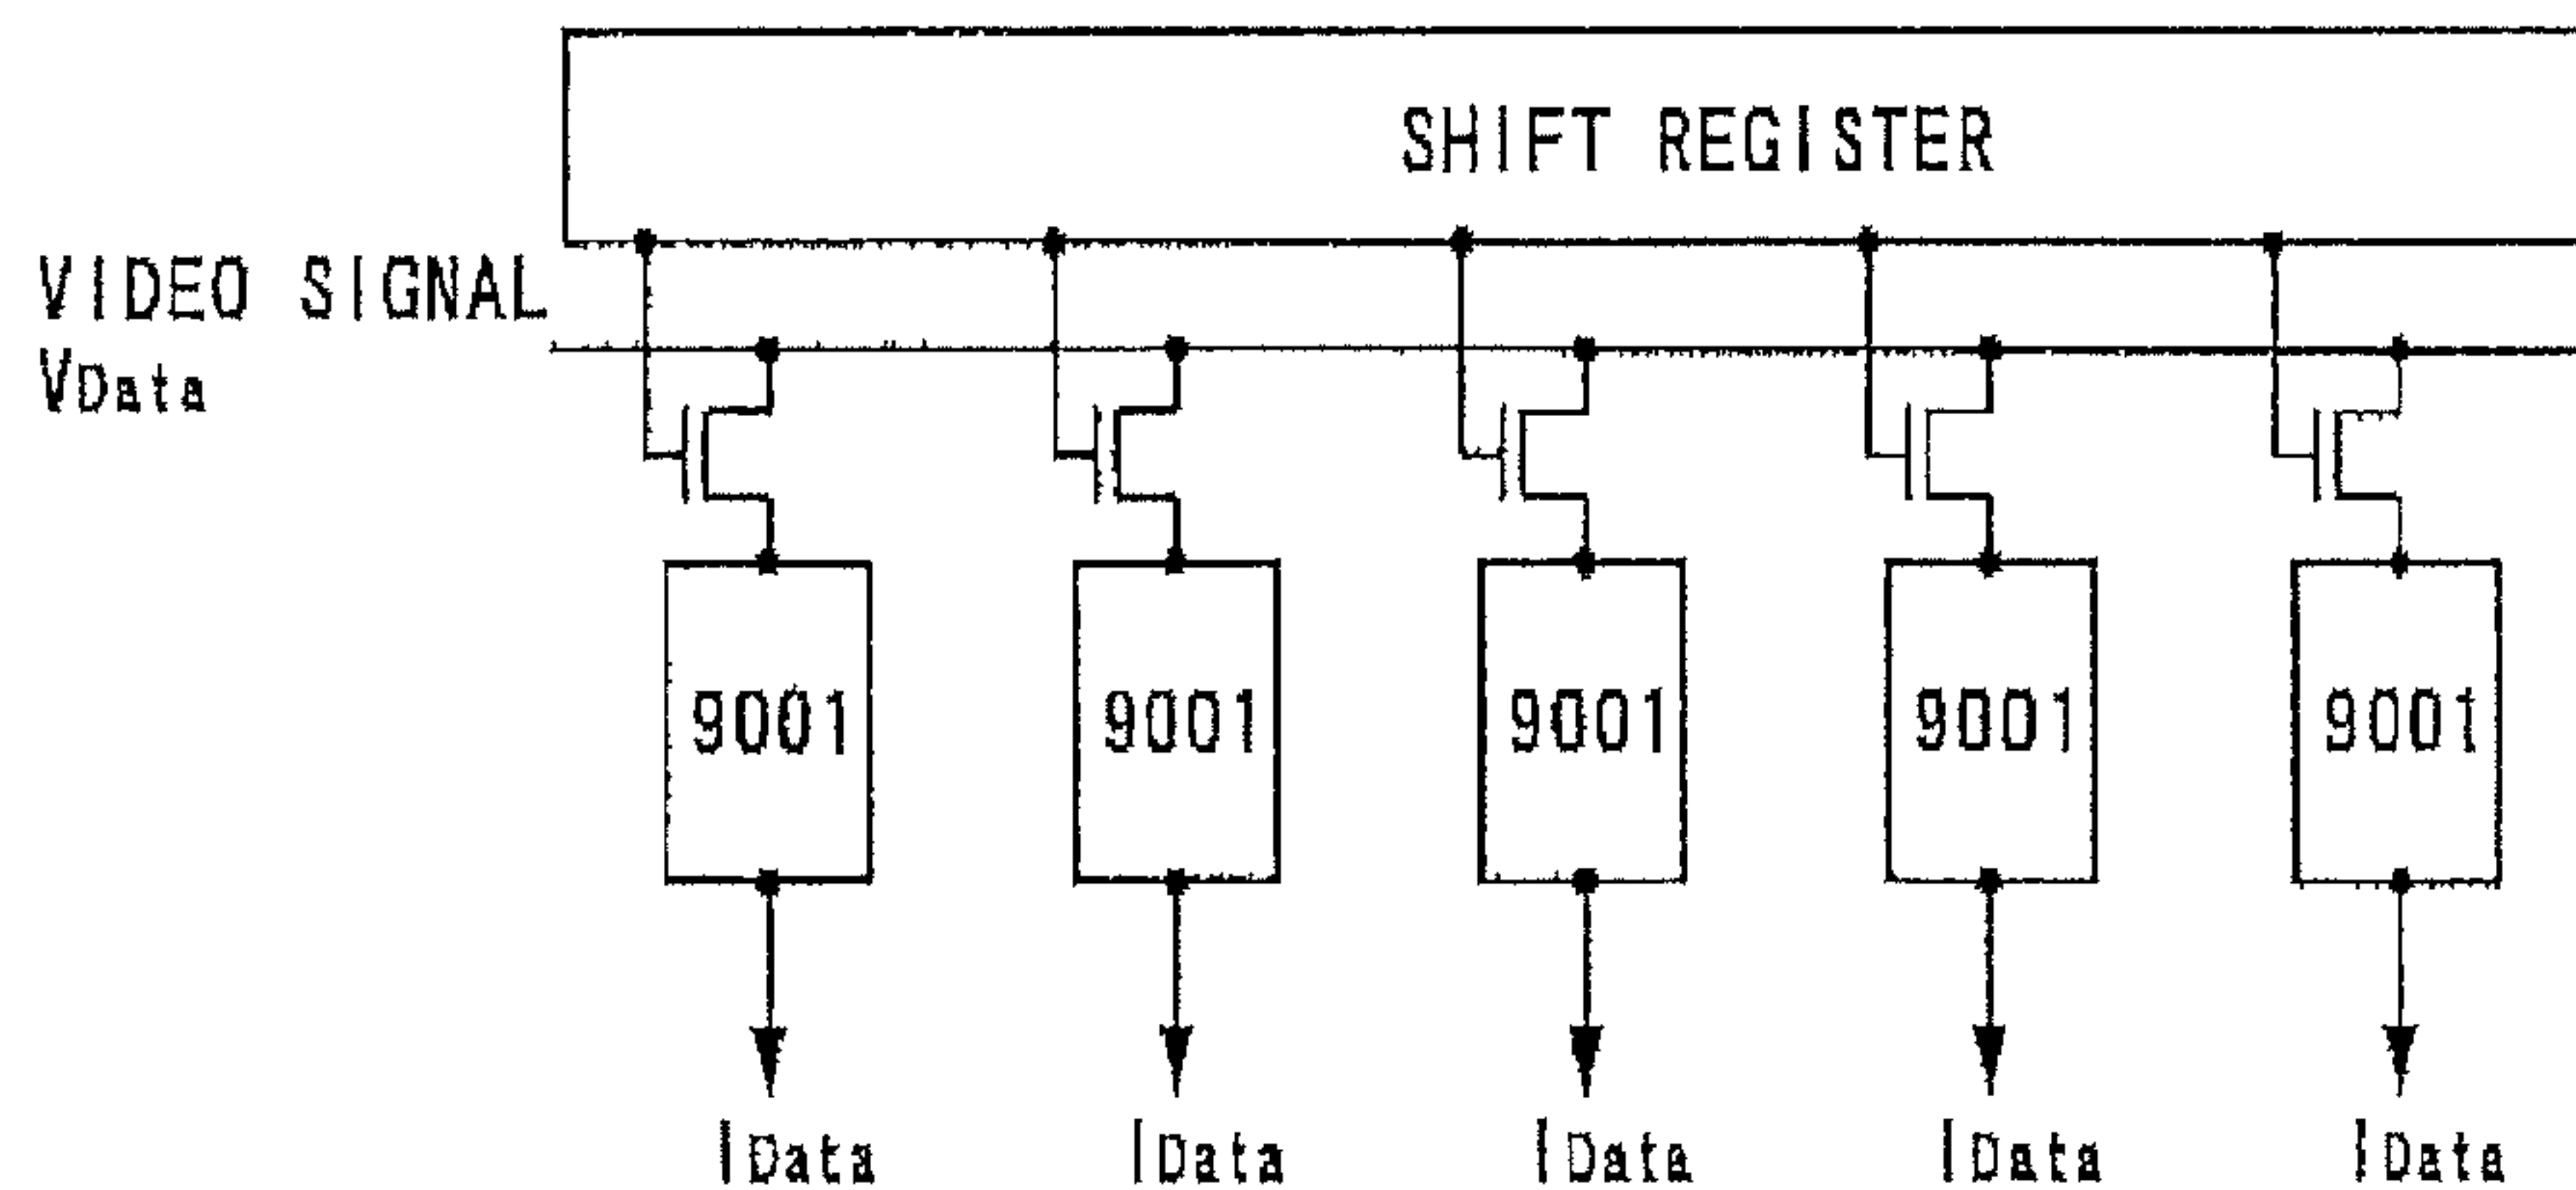 SHIFT REGISTER
VIDEO SIGNAL
VData
9001 9001 9001 9001 9001
IData IData IData IData IData